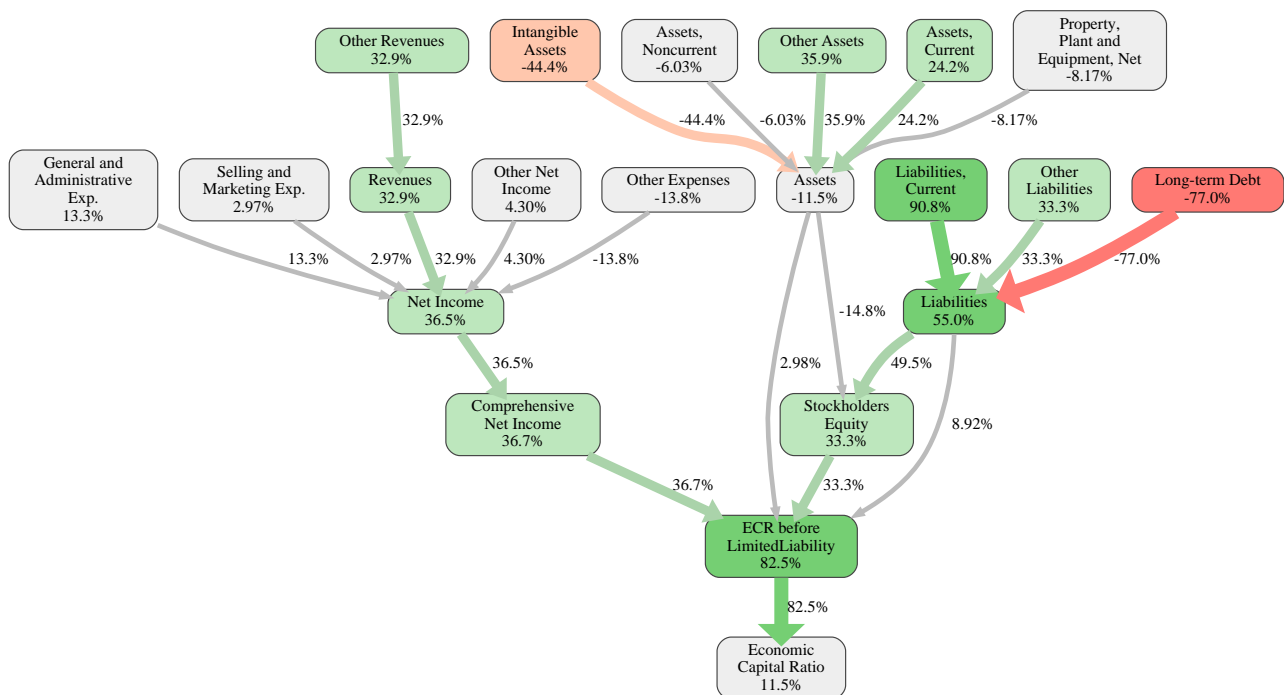 Other Revenues
32.9%
Intangible
Assets
-44.4%
Assets,
Noncurrent
-6.03%
Other Assets
35.9%
Assets,
Current
24.2%
Property,
Plant and
Equipment, Net
-8.17%
32.9%
-44.4%
-6.03%
35.9%
24.2%
-8.17%
General and
Administrative
Exp.
13.3%
Selling and
Marketing Exp.
2.97%
Revenues
32.9%
Other Net
Income
4.30%
Other Expenses
-13.8%
Assets
-11.5%
Liabilities,
Current
90.8%
Other
Liabilities
33.3%
Long-term Debt
-77.0%
13.3%
2.97%
32.9%
4.30%
-13.8%
90.8%
33.3%
-77.0%
Net Income
36.5%
-14.8%
Liabilities
55.0%
36.5%
2.98%
49.5%
8.92%
Comprehensive
Net Income
36.7%
Stockholders
Equity
33.3%
36.7%
33.3%
ECR before
LimitedLiability
82.5%
82.5%
Economic
Capital Ratio
11.5%